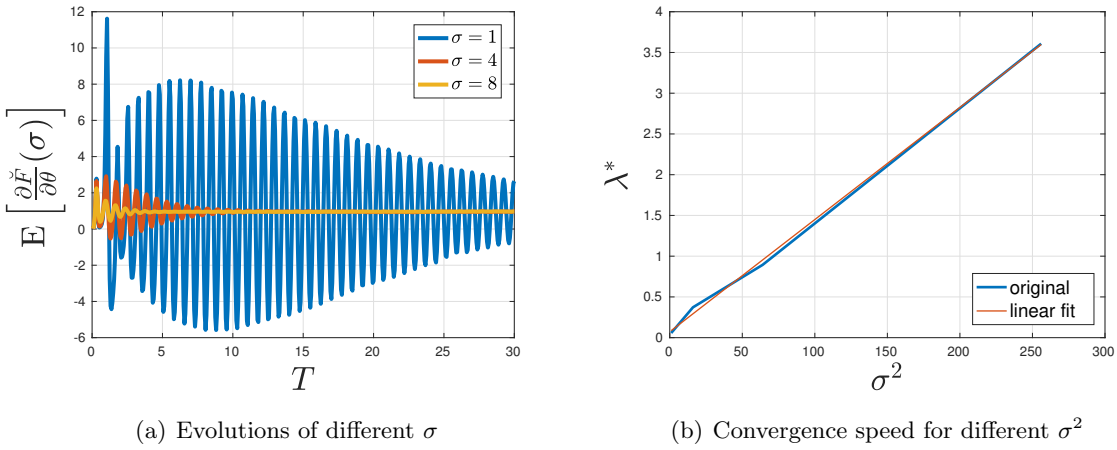 12
10
8
6
4
2
0
-2
-4
-6
0 5 10 15 20 25 30
E [ ∂F̆/∂θ (σ) ]
T
σ = 1
σ = 4
σ = 8
(a) Evolutions of different σ
4
3.5
3
2.5
2
1.5
1
0.5
0
0 50 100 150 200 250 300
λ*
σ²
original
linear fit
(b) Convergence speed for different σ²